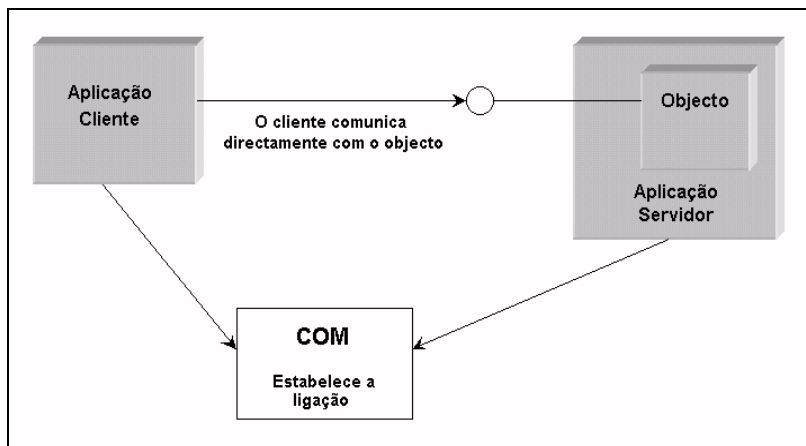 Aplicação
Cliente
O cliente comunica
directamente com o objecto
Objecto
Aplicação
Servidor
COM
Estabelece a
ligação